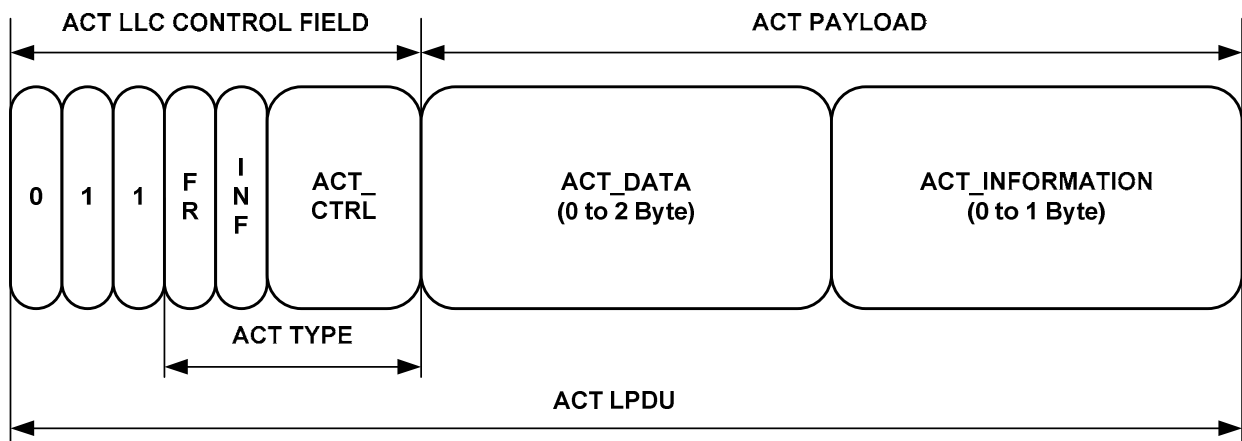 ACT LLC CONTROL FIELD
ACT PAYLOAD
0
1
1
F
R
I
N
F
ACT_
CTRL
ACT_DATA
(0 to 2 Byte)
ACT_INFORMATION
(0 to 1 Byte)
ACT TYPE
ACT LPDU